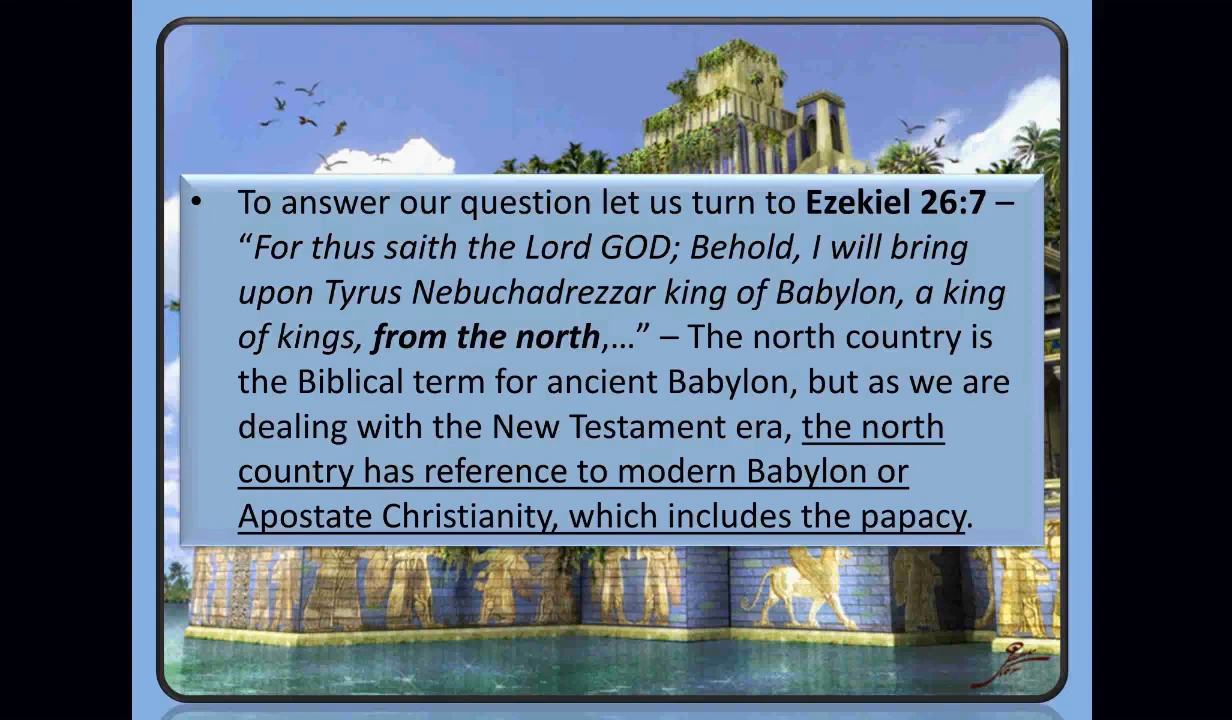 • To answer our question let us turn to Ezekiel 26:7 –
“For thus saith the Lord GOD; Behold, I will bring
upon Tyrus Nebuchadrezzar king of Babylon, a king
of kings, from the north,…” – The north country is
the Biblical term for ancient Babylon, but as we are
dealing with the New Testament era, the north
country has reference to modern Babylon or
Apostate Christianity, which includes the papacy.